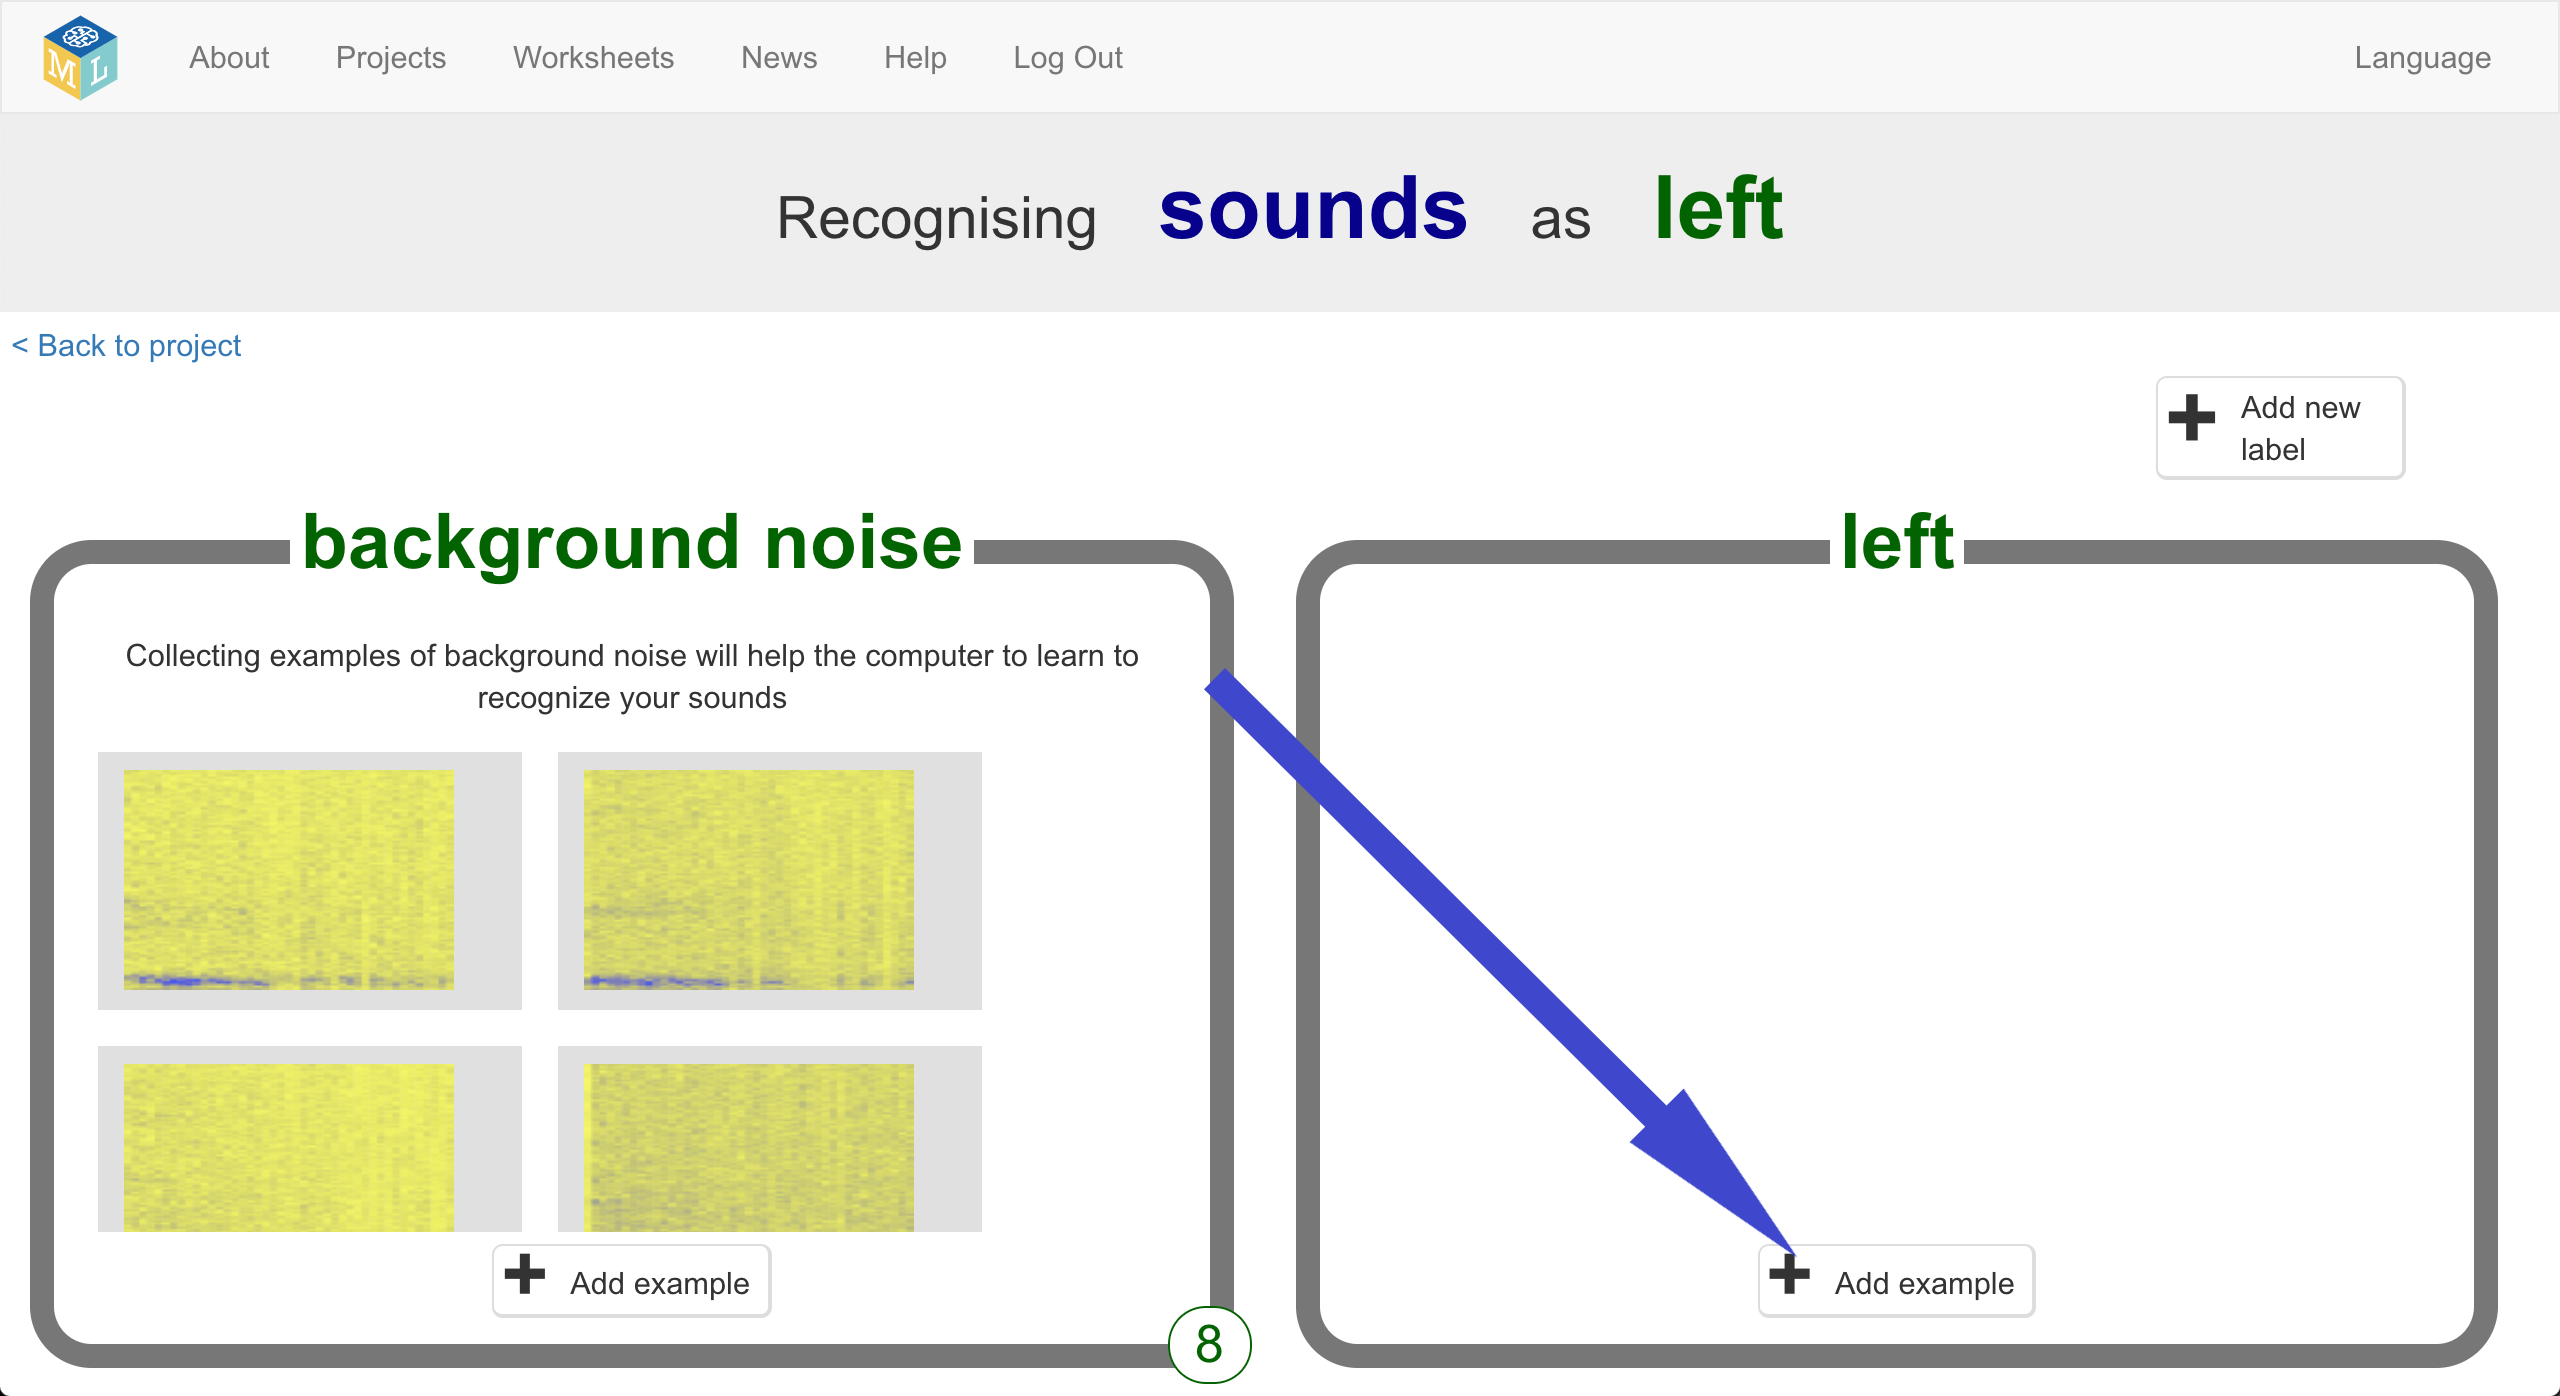 M L
About Projects Worksheets News Help Log Out Language
Recognising sounds as left
< Back to project
Add new
label
background noise
left
Collecting examples of background noise will help the computer to learn to
recognize your sounds
Add example
Add example
8